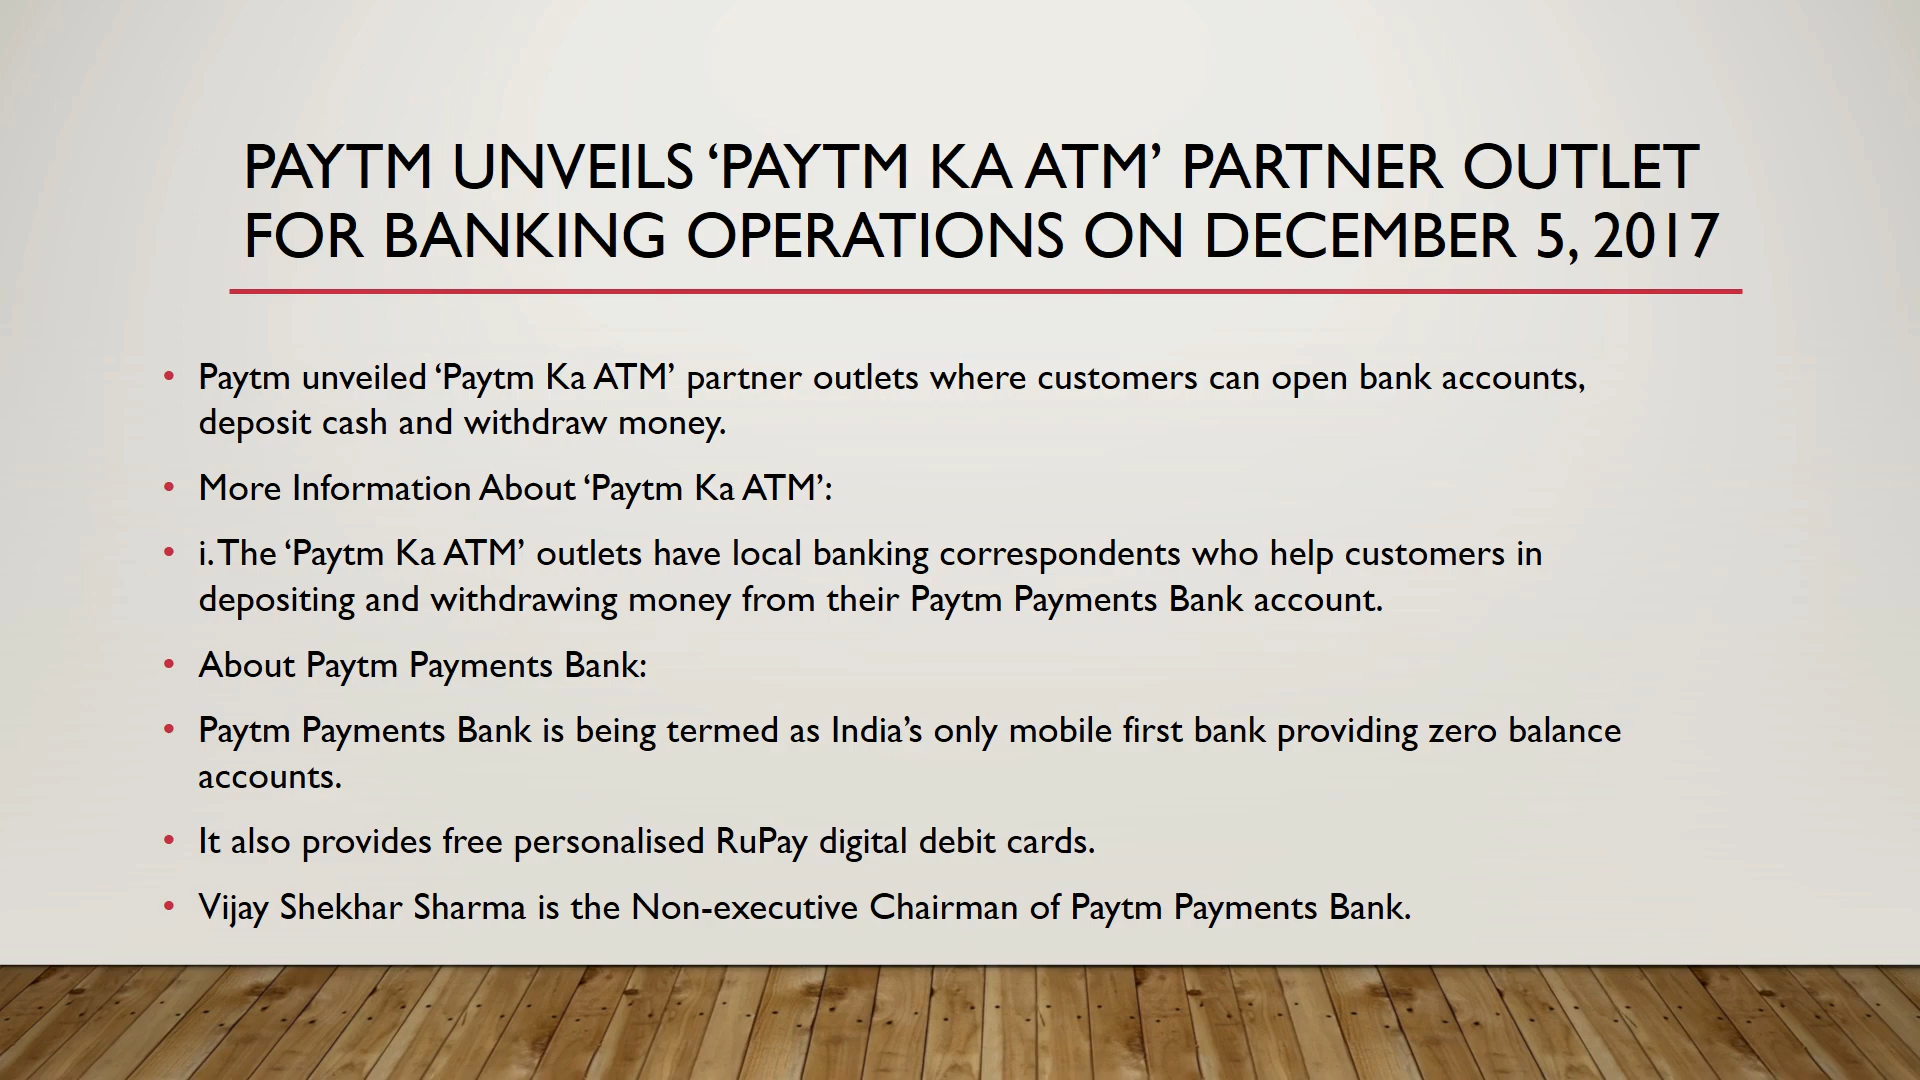 PAYTM UNVEILS ‘PAYTM KA ATM’ PARTNER OUTLET
FOR BANKING OPERATIONS ON DECEMBER 5, 2017
• Paytm unveiled ‘Paytm Ka ATM’ partner outlets where customers can open bank accounts,
deposit cash and withdraw money.
• More Information About ‘Paytm Ka ATM’:
• i. The ‘Paytm Ka ATM’ outlets have local banking correspondents who help customers in
depositing and withdrawing money from their Paytm Payments Bank account.
• About Paytm Payments Bank:
• Paytm Payments Bank is being termed as India’s only mobile first bank providing zero balance
accounts.
• It also provides free personalised RuPay digital debit cards.
• Vijay Shekhar Sharma is the Non-executive Chairman of Paytm Payments Bank.